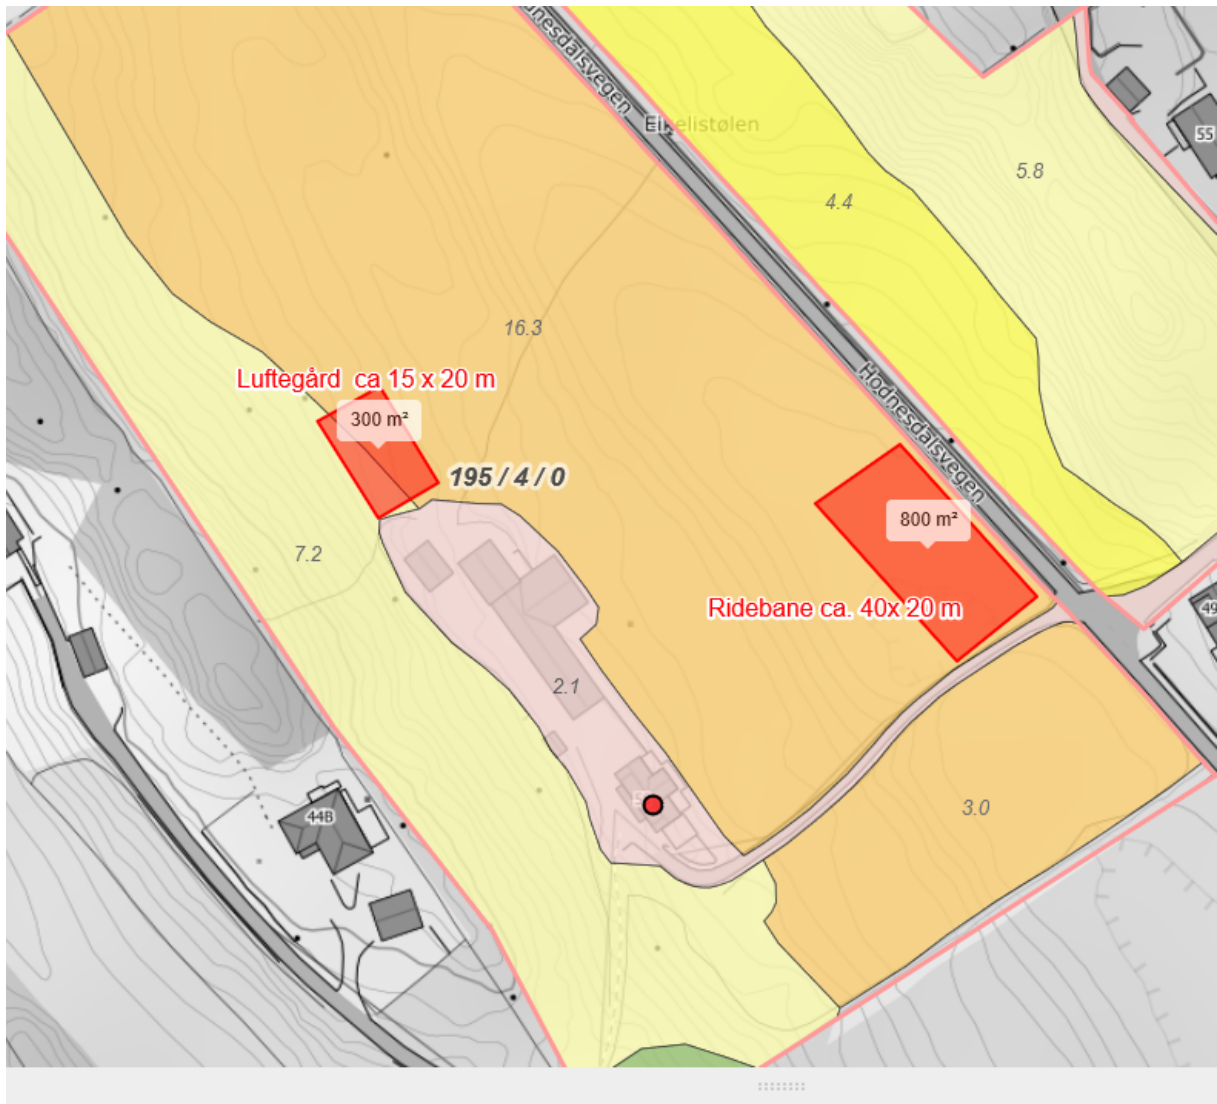 Hodnesdalsvegen
Eikelistølen
55
5.8
4.4
16.3
Luftegård ca 15 x 20 m
300 m²
Hodnesdalsvegen
195 / 4 / 0
800 m²
7.2
Ridebane ca. 40x 20 m
49
2.1
3.0
44B